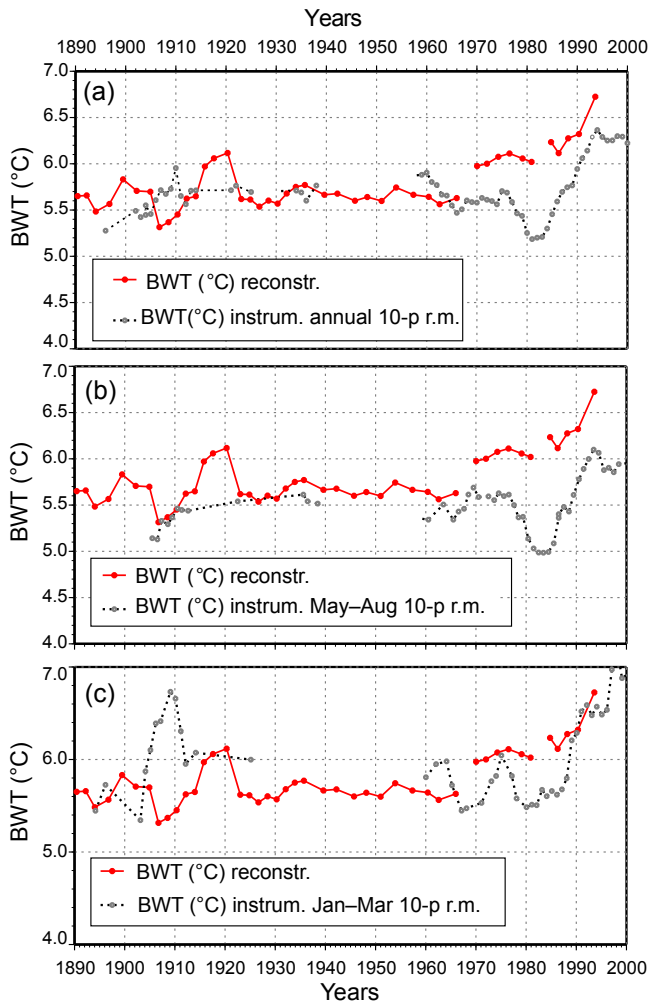 Years
1890 1900 1910 1920 1930 1940 1950 1960 1970 1980 1990 2000
7.0
(a)
6.5
6.0
BWT (°C)
5.5
5.0
BWT (°C) reconstr.
4.5
BWT(°C) instrum. annual 10-p r.m.
4.0
7.0
(b)
6.5
6.0
BWT (°C)
5.5
5.0
BWT (°C) reconstr.
4.5
BWT (°C) instrum. May–Aug 10-p r.m.
4.0
7.0
(c)
6.0
BWT (°C)
5.0
BWT (°C) reconstr.
BWT (°C) instrum. Jan–Mar 10-p r.m.
4.0
1890 1900 1910 1920 1930 1940 1950 1960 1970 1980 1990 2000
Years